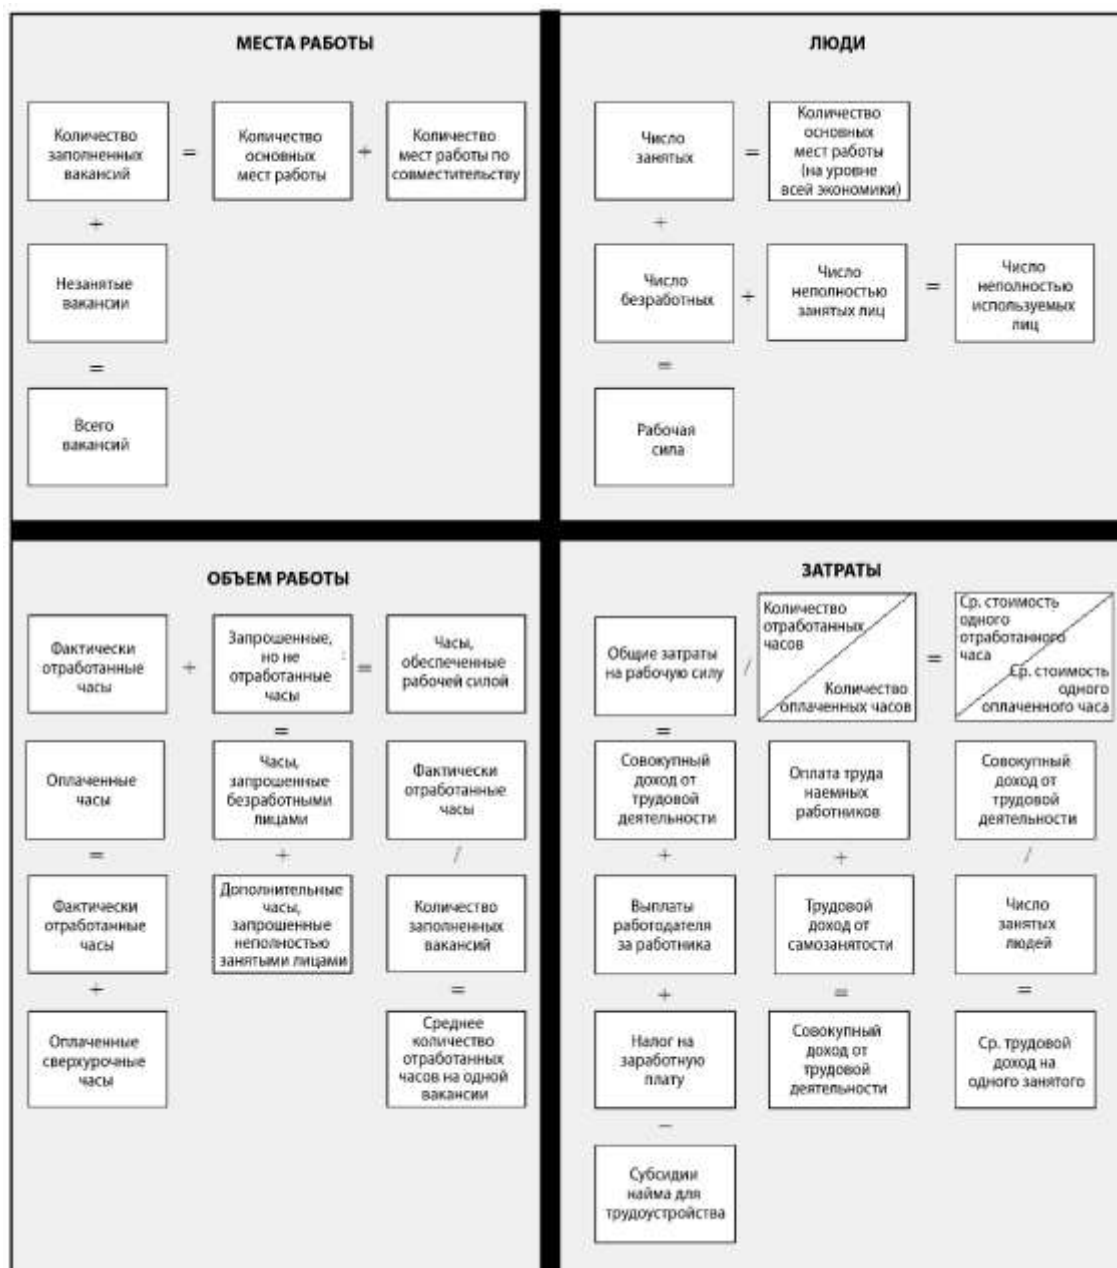 МЕСТА РАБОТЫ
Количество
заполненных
вакансий
=
Количество
основных
мест работы
+
Количество
мест работы по
совместительству
+
Незанятые
вакансии
=
Всего
вакансий
ЛЮДИ
Число
занятых
=
Количество
основных
мест работы
(на уровне
всей экономики)
+
Число
безработных
+
Число
неполностью
занятых лиц
=
Число
неполностью
используемых
лиц
=
Рабочая
сила
ОБЪЕМ РАБОТЫ
Фактически
отработанные
часы
+
Запрошенные,
но не
отработанные
часы
=
Часы,
обеспеченные
рабочей силой
=
Оплаченные
часы
Часы,
запрошенные
безработными
лицами
Фактически
отработанные
часы
=
+
/
Фактически
отработанные
часы
Дополнительные
часы,
запрошенные
неполностью
занятыми лицами
Количество
заполненных
вакансий
+
=
Оплаченные
сверхурочные
часы
Среднее
количество
отработанных
часов на одной
вакансии
ЗАТРАТЫ
Общие затраты
на рабочую силу
/
Количество
отработанных
часов
Количество
оплаченных часов
=
Ср. стоимость
одного
отработанного
часа
Ср. стоимость
одного
оплаченного часа
=
Совокупный
доход от
трудовой
деятельности
Оплата труда
наемных
работников
Совокупный
доход от
трудовой
деятельности
+
+
/
Выплаты
работодателя
за работника
Трудовой
доход от
самозанятости
Число
занятых
людей
+
=
=
Налог на
заработную
плату
Совокупный
доход от
трудовой
деятельности
Ср. трудовой
доход на
одного занятого
−
Субсидии
найма для
трудоустройства